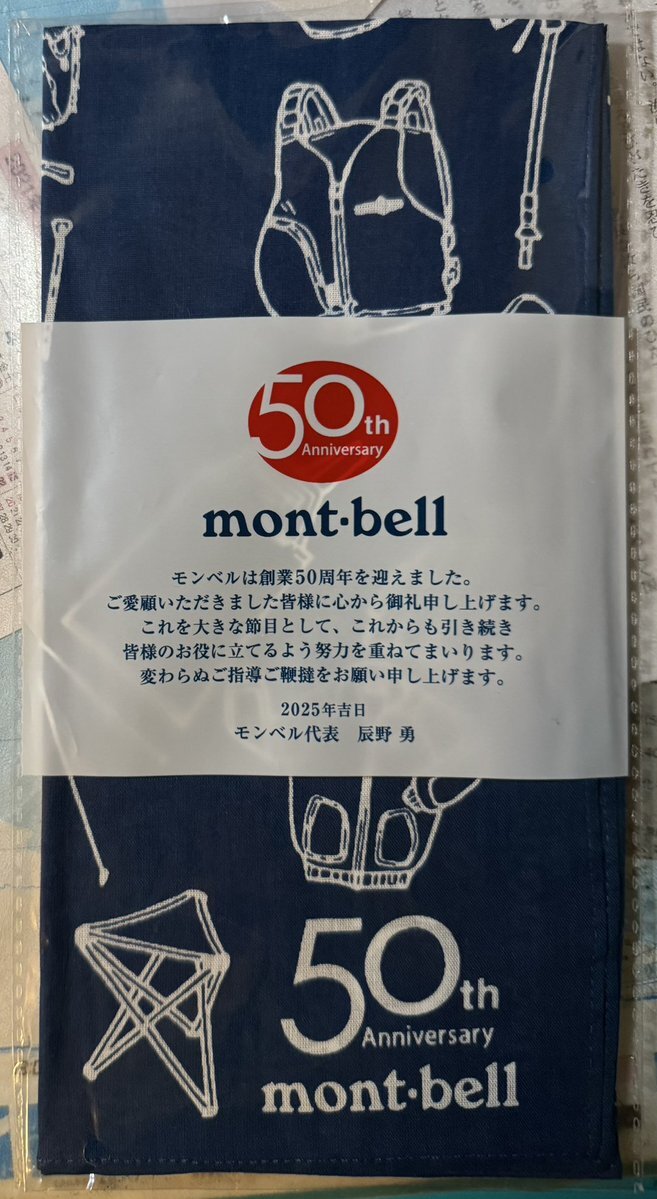 50th
Anniversary
mont·bell
モンベルは創業50周年を迎えました。
ご愛顧いただきました皆様に心から御礼申し上げます。
これを大きな節目として、これからも引き続き
皆様のお役に立てるよう努力を重ねてまいります。
変わらぬご指導ご鞭撻をお願い申し上げます。
2025年吉日
モンベル代表 辰野 勇
50th
Anniversary
mont·bell